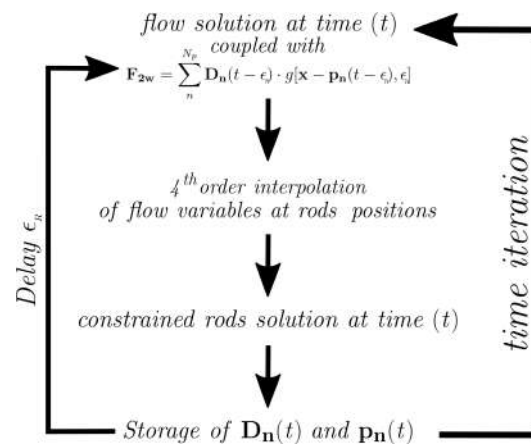 flow solution at time (t)
coupled with
F₂w = ∑ₙ^Nₚ Dₙ(t−ϵ)·g[x−pₙ(t−ϵ),ϵ]
4th order interpolation
of flow variables at rods positions
constrained rods solution at time (t)
Storage of Dₙ(t) and pₙ(t)
Delay ϵ_R
time iteration